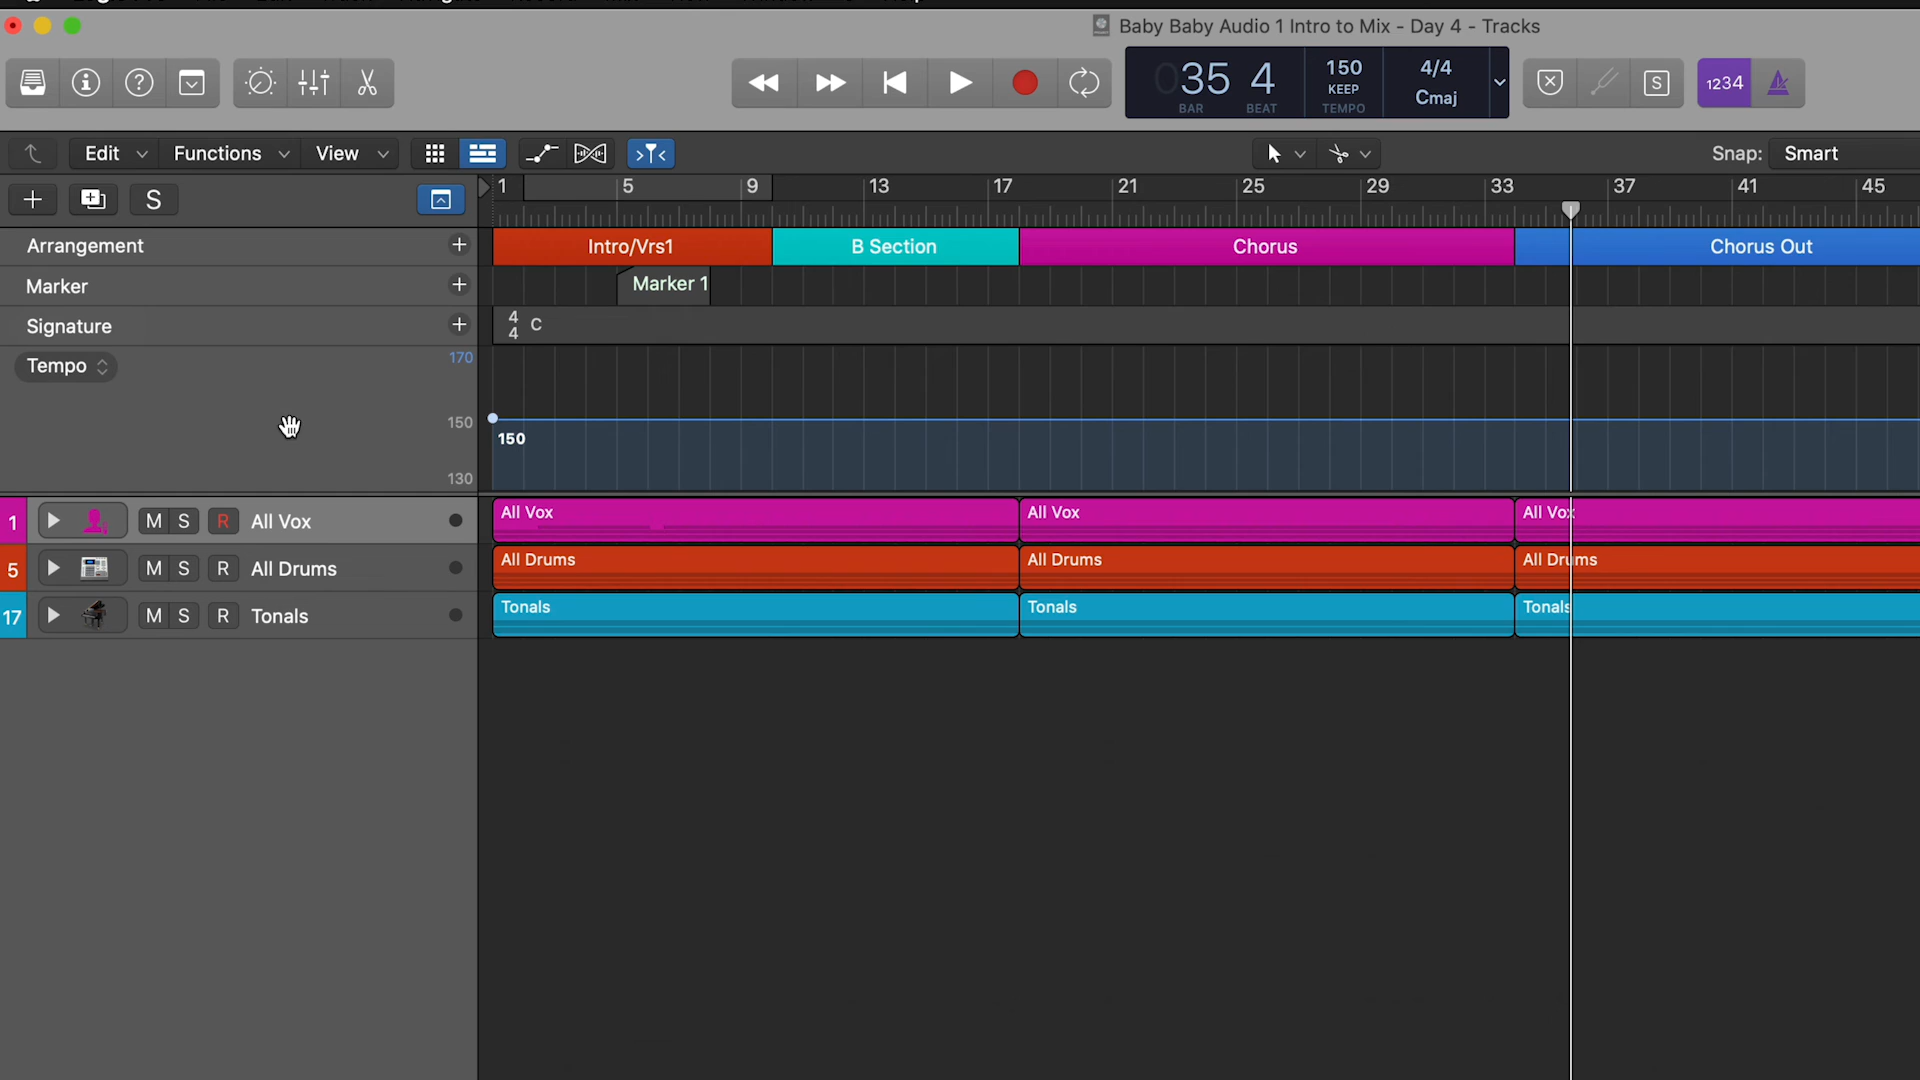 Baby Baby Audio 1 Intro to Mix - Day 4 - Tracks
035 4 150 4/4
KEEP Cmaj
BAR BEAT TEMPO
S 1234
Edit Functions View Snap: Smart
S
1 5 9 13 17 21 25 29 33 37 41 45
Arrangement + Intro/Vrs1 B Section Chorus Chorus Out
Marker + Marker 1
Signature + 4/4 C
Tempo 170
150 150
130
1 M S R All Vox All Vox All Vox All Vox
5 M S R All Drums All Drums All Drums All Drums
17 M S R Tonals Tonals Tonals Tonals